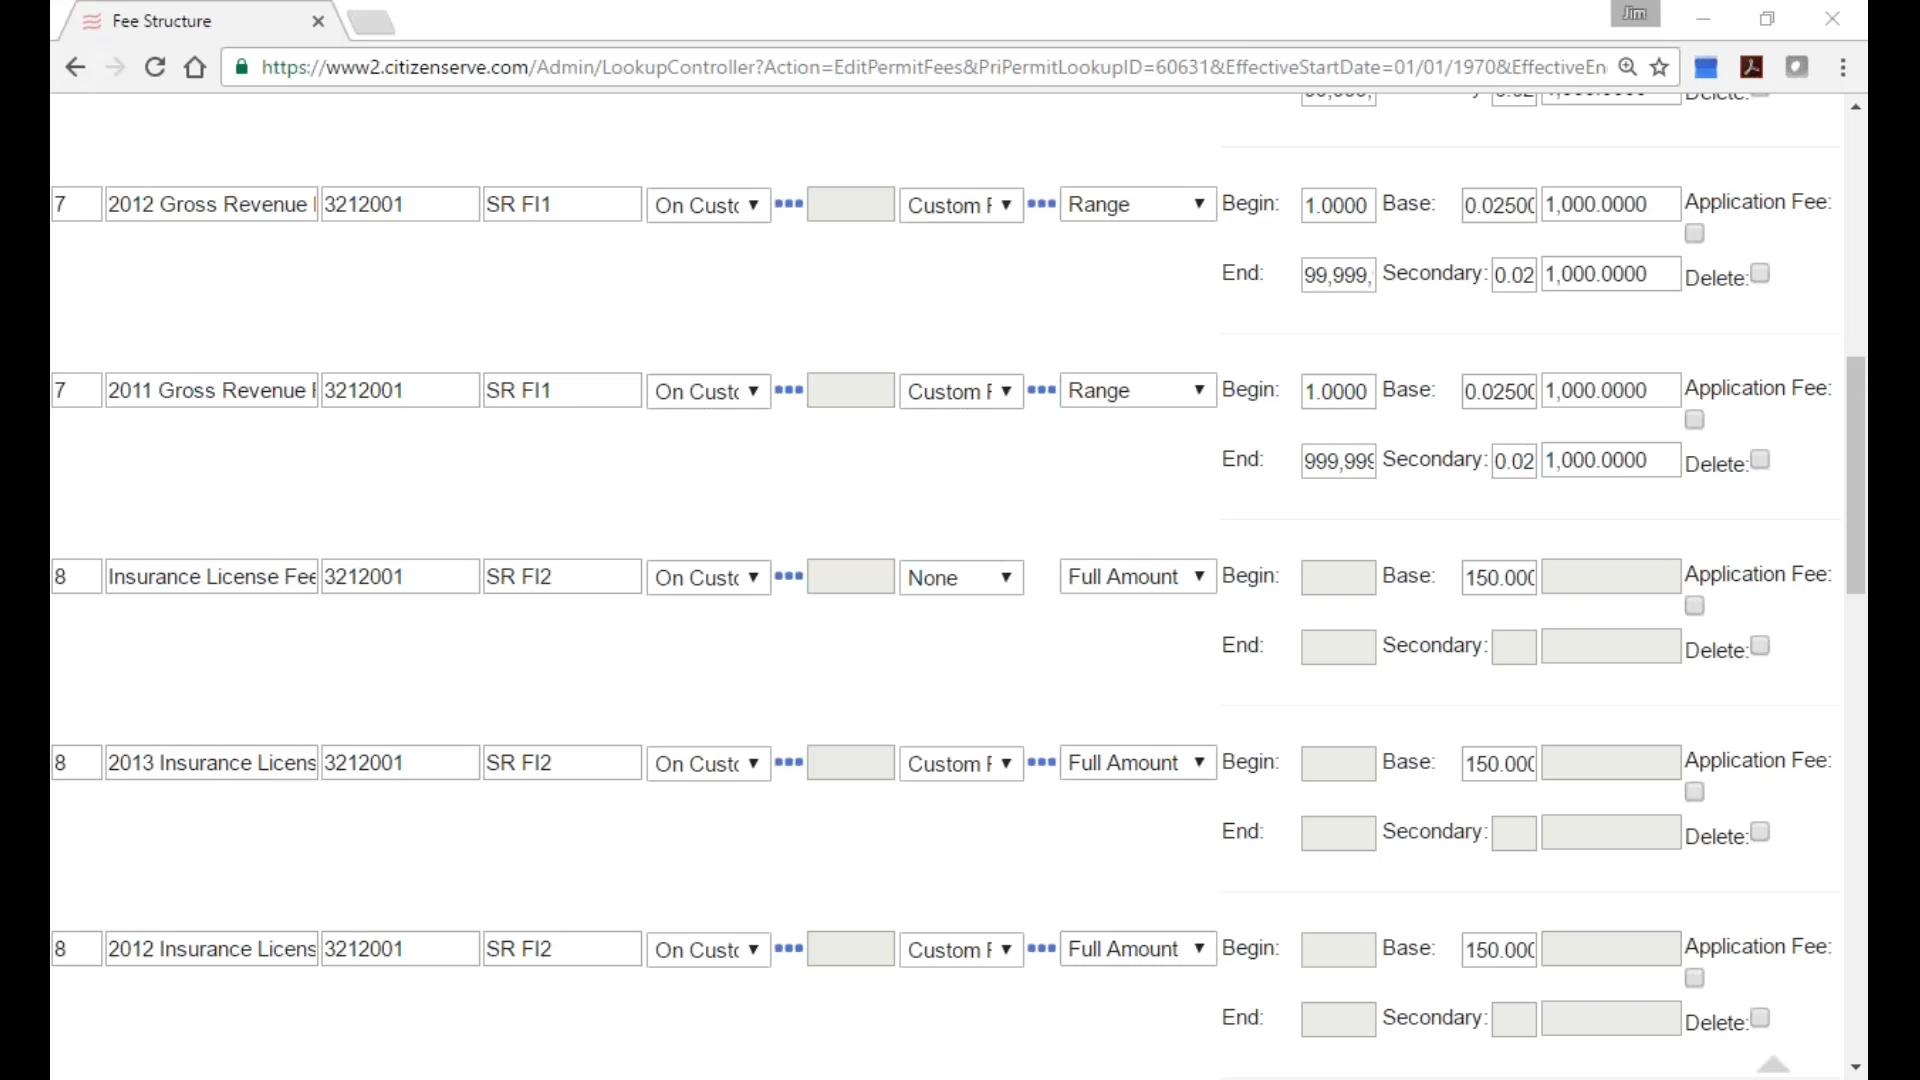 Fee Structure
Jim
https://www2.citizenserve.com/Admin/LookupController?Action=EditPermitFees&PriPermitLookupID=60631&EffectiveStartDate=01/01/1970&EffectiveEn
Delete:
7 2012 Gross Revenue 3212001 SR FI1 On Custo Custom F Range Begin: 1.0000 Base: 0.02500 1,000.0000 Application Fee:
End: 99,999, Secondary: 0.02 1,000.0000 Delete:
7 2011 Gross Revenue F 3212001 SR FI1 On Custo Custom F Range Begin: 1.0000 Base: 0.02500 1,000.0000 Application Fee:
End: 999,999 Secondary: 0.02 1,000.0000 Delete:
8 Insurance License Fee 3212001 SR FI2 On Custo None Full Amount Begin: Base: 150.000 Application Fee:
End: Secondary: Delete:
8 2013 Insurance Licens 3212001 SR FI2 On Custo Custom F Full Amount Begin: Base: 150.000 Application Fee:
End: Secondary: Delete:
8 2012 Insurance Licens 3212001 SR FI2 On Custo Custom F Full Amount Begin: Base: 150.000 Application Fee:
End: Secondary: Delete: